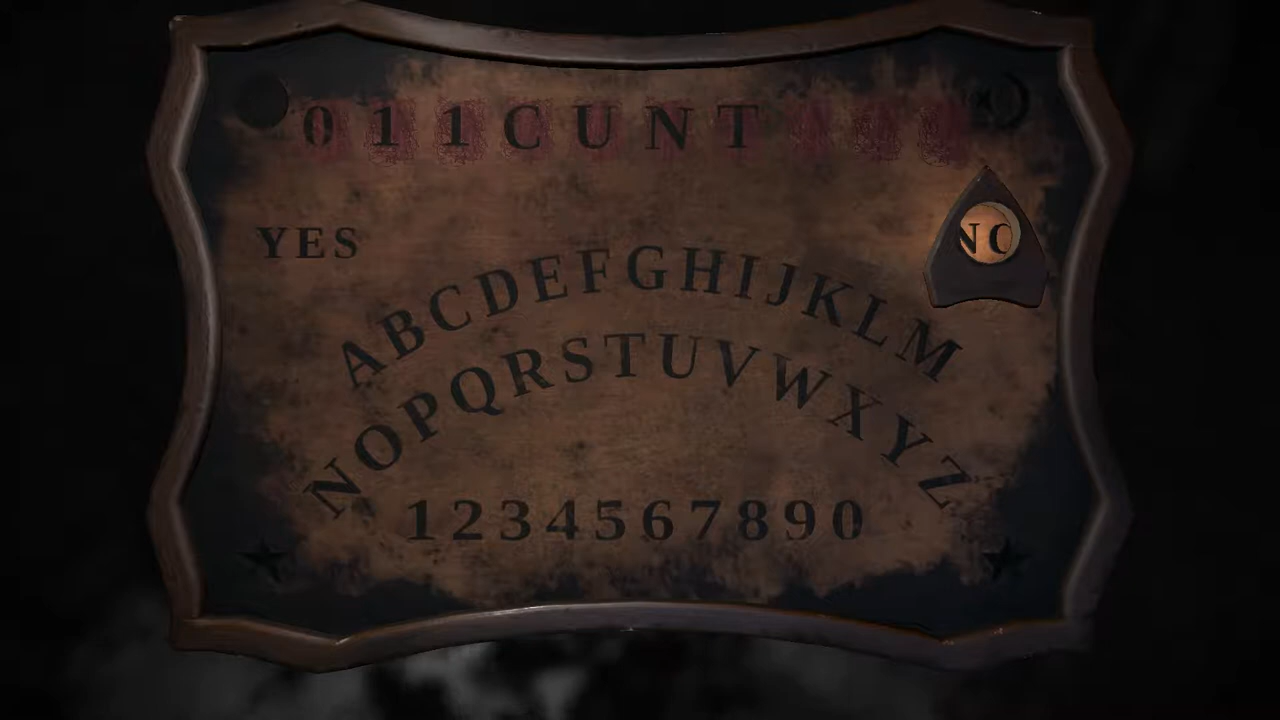 011CUNT
YES NO
ABCDEFGHIJKLM
NOPQRSTUVWXYZ
1234567890